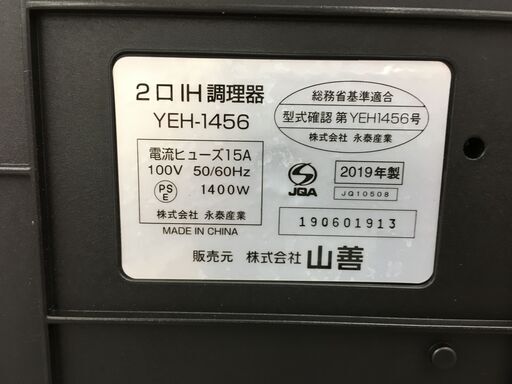 2口IH調理器
YEH-1456
総務省基準適合
型式確認 第YEH1456号
株式会社 永泰産業
電流ヒューズ15A
100V 50/60Hz
PS
E
1400W
株式会社 永泰産業
MADE IN CHINA
JQA
2019年製
JQ10508
190601913
販売元 株式会社 山善